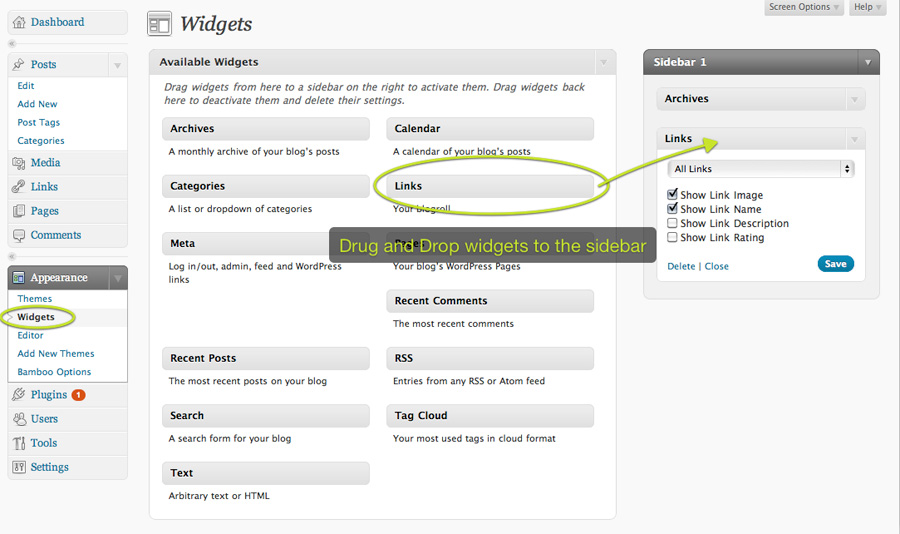 Screen Options
Help
Dashboard
Posts
Edit
Add New
Post Tags
Categories
Media
Links
Pages
Comments
Appearance
Themes
Widgets
Editor
Add New Themes
Bamboo Options
Plugins 1
Users
Tools
Settings
Widgets
Available Widgets
Drag widgets from here to a sidebar on the right to activate them. Drag widgets back
here to deactivate them and delete their settings.
Archives
A monthly archive of your blog's posts
Calendar
A calendar of your blog's posts
Categories
A list or dropdown of categories
Links
Your blogroll
Meta
Log in/out, admin, feed and WordPress
links
Pages
Your blog's WordPress Pages
Drug and Drop widgets to the sidebar
Recent Comments
The most recent comments
Recent Posts
The most recent posts on your blog
RSS
Entries from any RSS or Atom feed
Search
A search form for your blog
Tag Cloud
Your most used tags in cloud format
Text
Arbitrary text or HTML
Sidebar 1
Archives
Links
All Links
Show Link Image
Show Link Name
Show Link Description
Show Link Rating
Delete | Close
Save